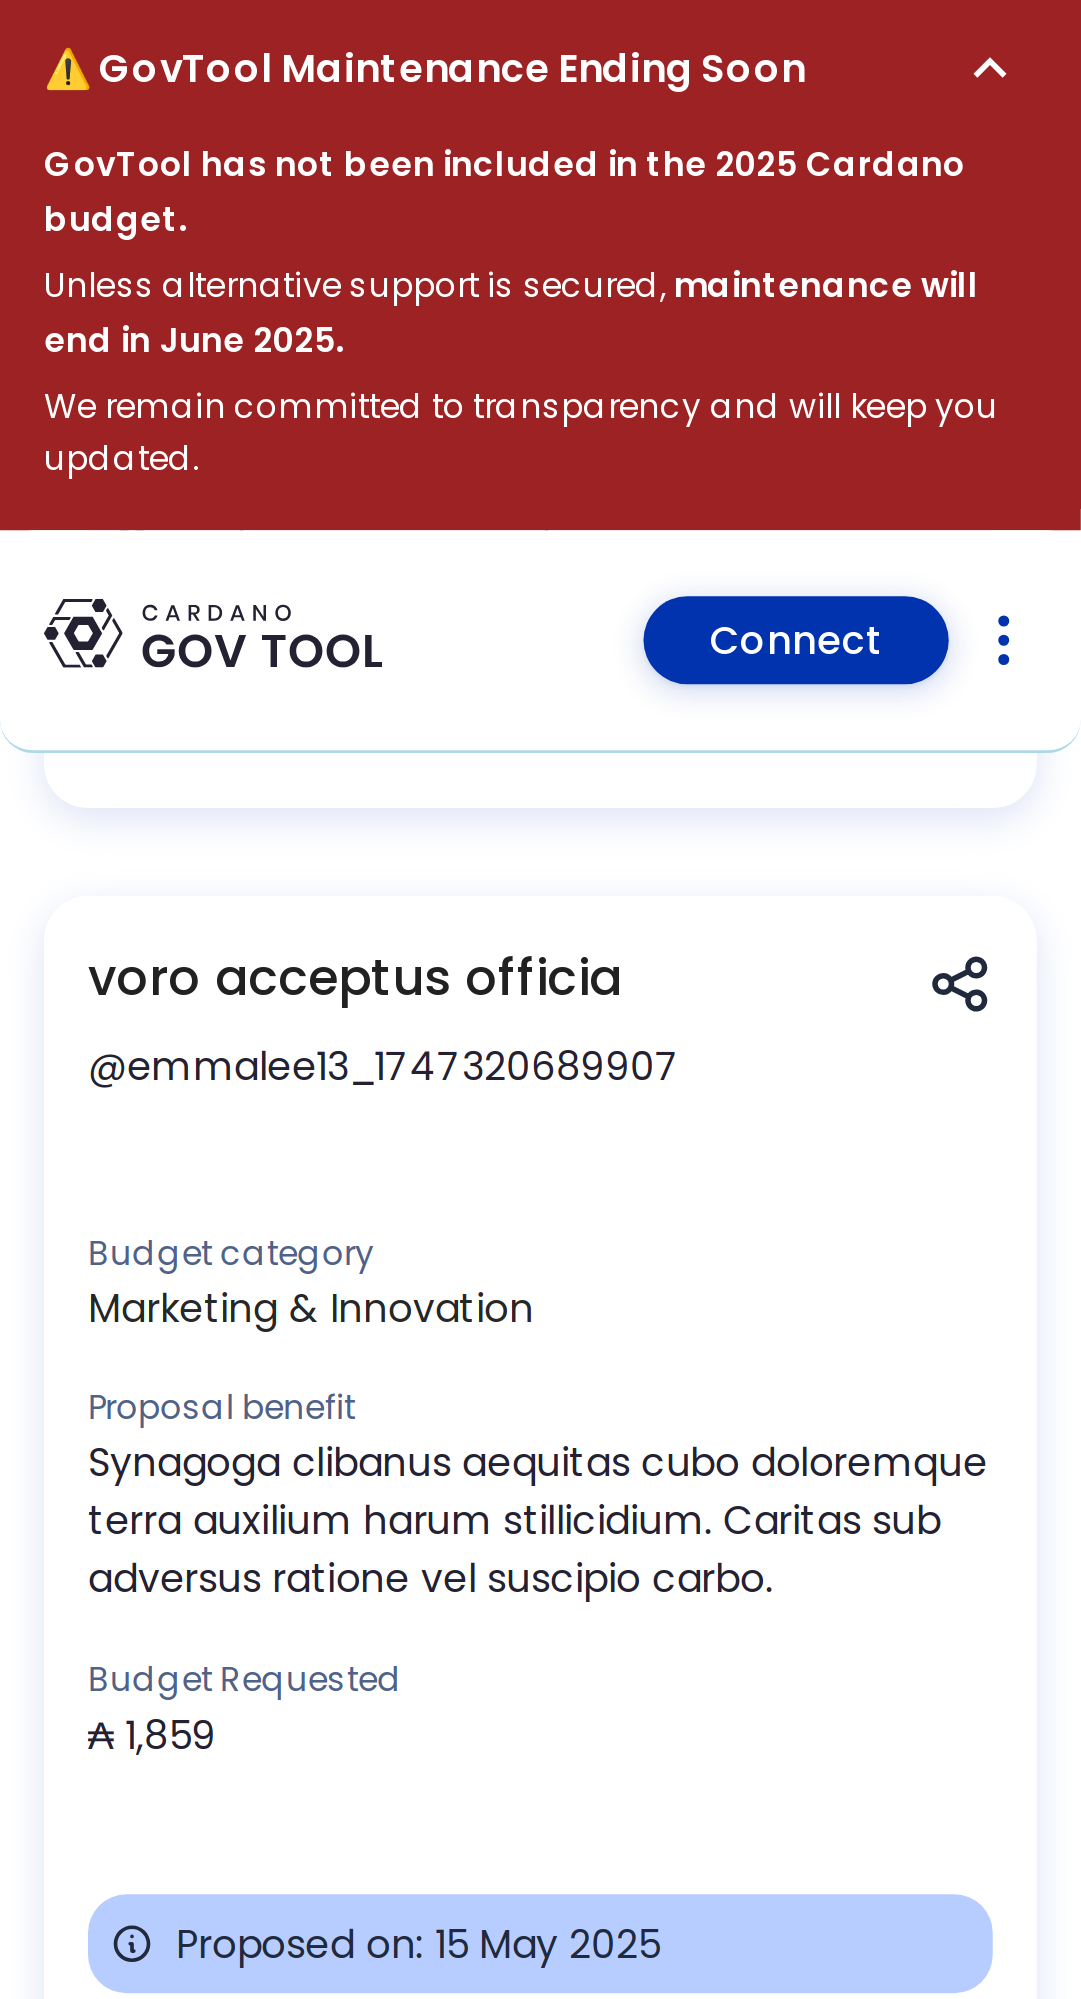 ⚠️ GovTool Maintenance Ending Soon
GovTool has not been included in the 2025 Cardano
budget.
Unless alternative support is secured, maintenance will
end in June 2025.
We remain committed to transparency and will keep you
updated.
CARDANO
GOV TOOL
Connect
voro acceptus officia
@emmalee13_1747320689907
Budget category
Marketing & Innovation
Proposal benefit
Synagoga clibanus aequitas cubo doloremque
terra auxilium harum stillicidium. Caritas sub
adversus ratione vel suscipio carbo.
Budget Requested
₳ 1,859
Proposed on: 15 May 2025